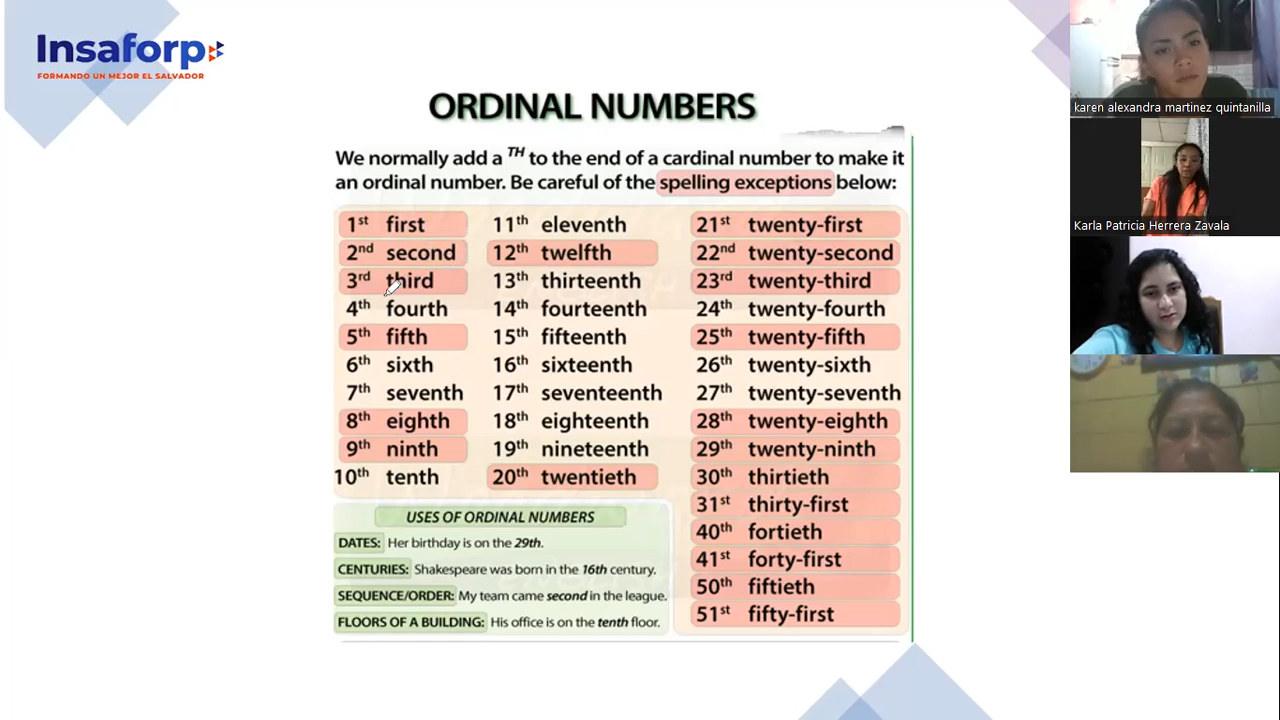 Insaforp
FORMANDO UN MEJOR EL SALVADOR
ORDINAL NUMBERS
We normally add a TH to the end of a cardinal number to make it
an ordinal number. Be careful of the spelling exceptions below:
1st first
2nd second
3rd third
4th fourth
5th fifth
6th sixth
7th seventh
8th eighth
9th ninth
10th tenth
11th eleventh
12th twelfth
13th thirteenth
14th fourteenth
15th fifteenth
16th sixteenth
17th seventeenth
18th eighteenth
19th nineteenth
20th twentieth
21st twenty-first
22nd twenty-second
23rd twenty-third
24th twenty-fourth
25th twenty-fifth
26th twenty-sixth
27th twenty-seventh
28th twenty-eighth
29th twenty-ninth
30th thirtieth
31st thirty-first
40th fortieth
41st forty-first
50th fiftieth
51st fifty-first
USES OF ORDINAL NUMBERS
DATES: Her birthday is on the 29th.
CENTURIES: Shakespeare was born in the 16th century.
SEQUENCE/ORDER: My team came second in the league.
FLOORS OF A BUILDING: His office is on the tenth floor.
karen alexandra martinez quintanilla
Karla Patricia Herrera Zavala